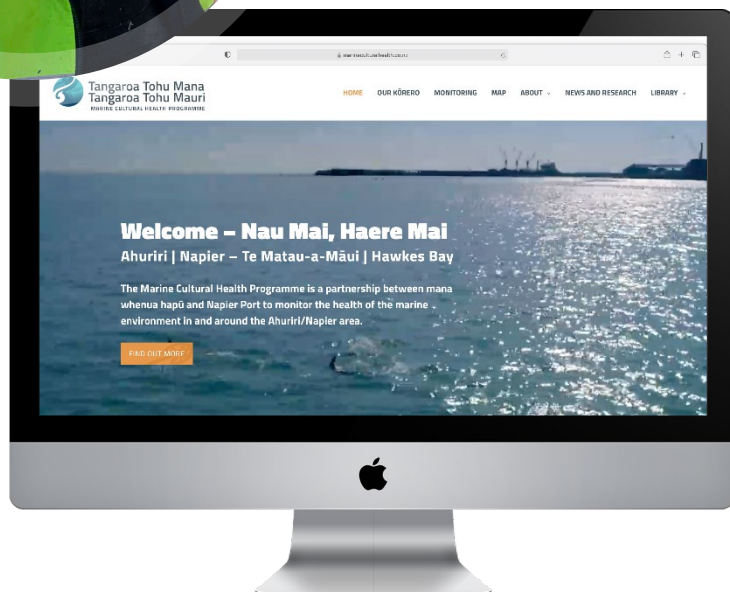 Tangaroa Tohu Mana
Tangaroa Tohu Mauri
MARINE CULTURAL HEALTH PROGRAMME
HOME OUR KŌRERO MONITORING MAP ABOUT NEWS AND RESEARCH LIBRARY
Welcome – Nau Mai, Haere Mai
Ahuriri | Napier – Te Matau-a-Māui | Hawkes Bay
The Marine Cultural Health Programme is a partnership between mana
whenua hapū and Napier Port to monitor the health of the marine
environment in and around the Ahuriri/Napier area.
FIND OUT MORE